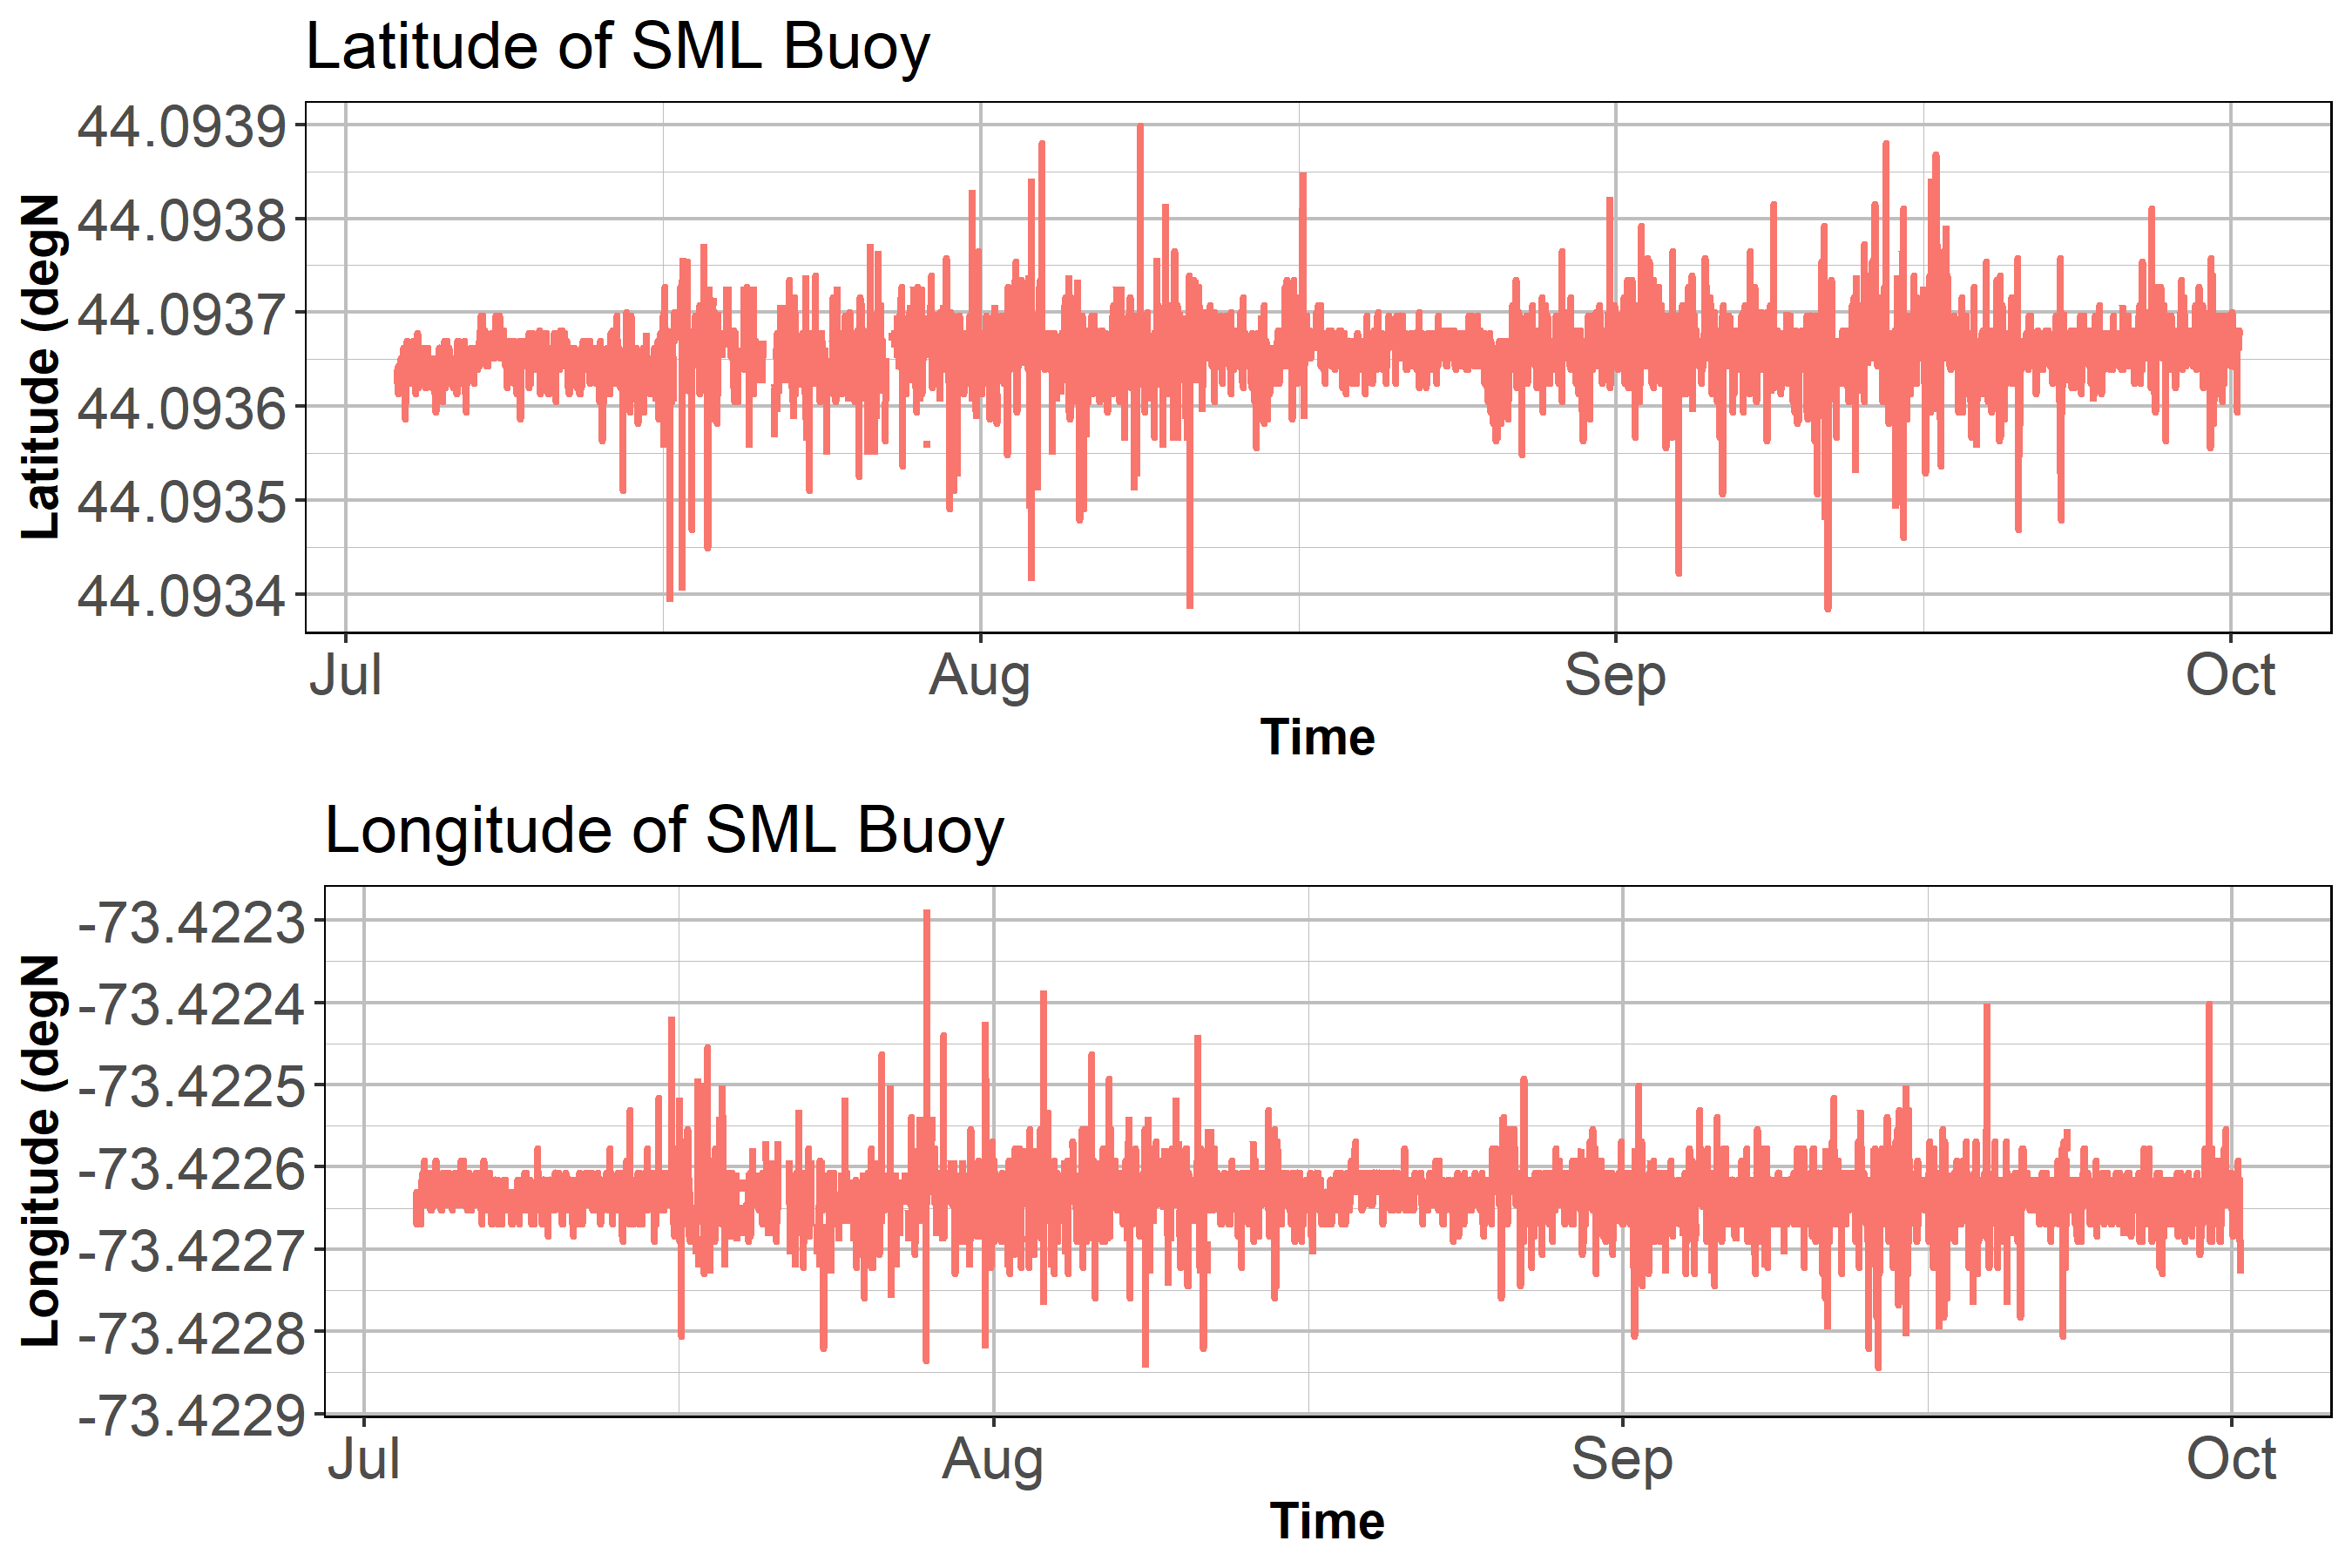 Latitude of SML Buoy
Latitude (degN
44.0939
44.0938
44.0937
44.0936
44.0935
44.0934
Jul Aug Sep Oct
Time
Longitude of SML Buoy
Longitude (degN
-73.4223
-73.4224
-73.4225
-73.4226
-73.4227
-73.4228
-73.4229
Jul Aug Sep Oct
Time